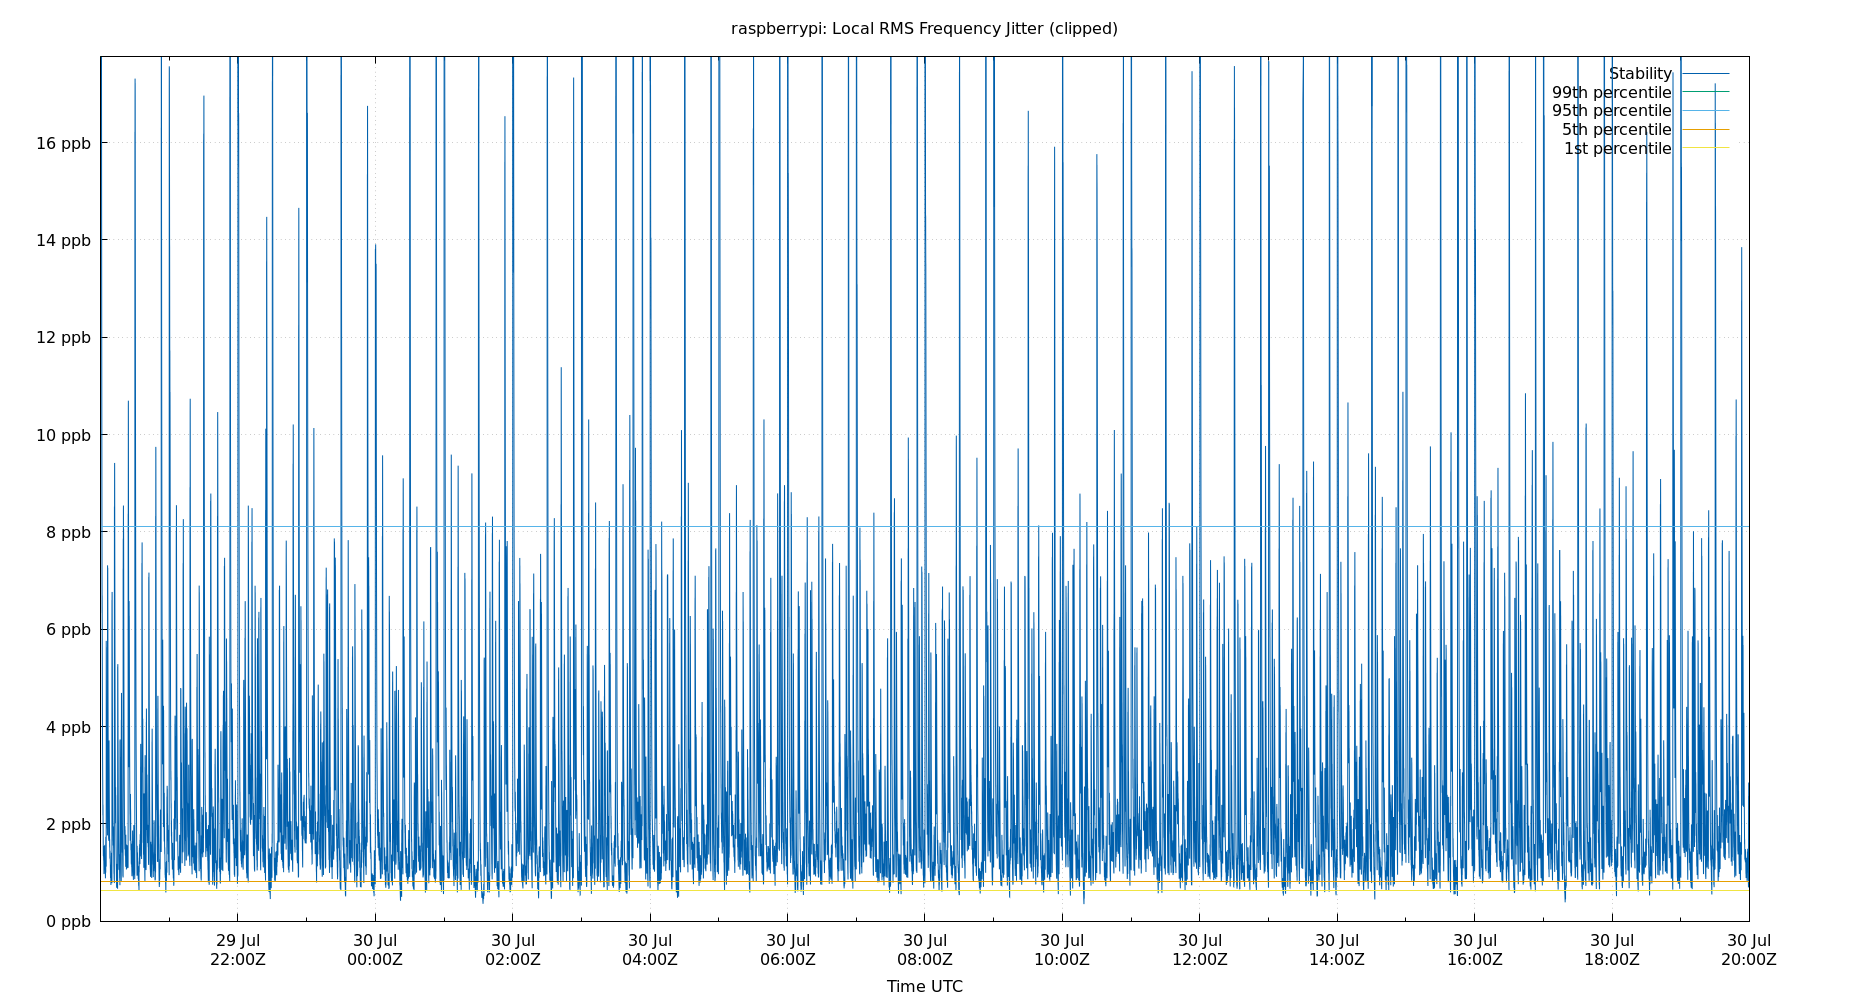 raspberrypi: Local RMS Frequency Jitter (clipped)
Stability
99th percentile
95th percentile
5th percentile
1st percentile
16 ppb
14 ppb
12 ppb
10 ppb
8 ppb
6 ppb
4 ppb
2 ppb
0 ppb
29 Jul 30 Jul 30 Jul 30 Jul 30 Jul 30 Jul 30 Jul 30 Jul 30 Jul 30 Jul 30 Jul 30 Jul
22:00Z 00:00Z 02:00Z 04:00Z 06:00Z 08:00Z 10:00Z 12:00Z 14:00Z 16:00Z 18:00Z 20:00Z
Time UTC